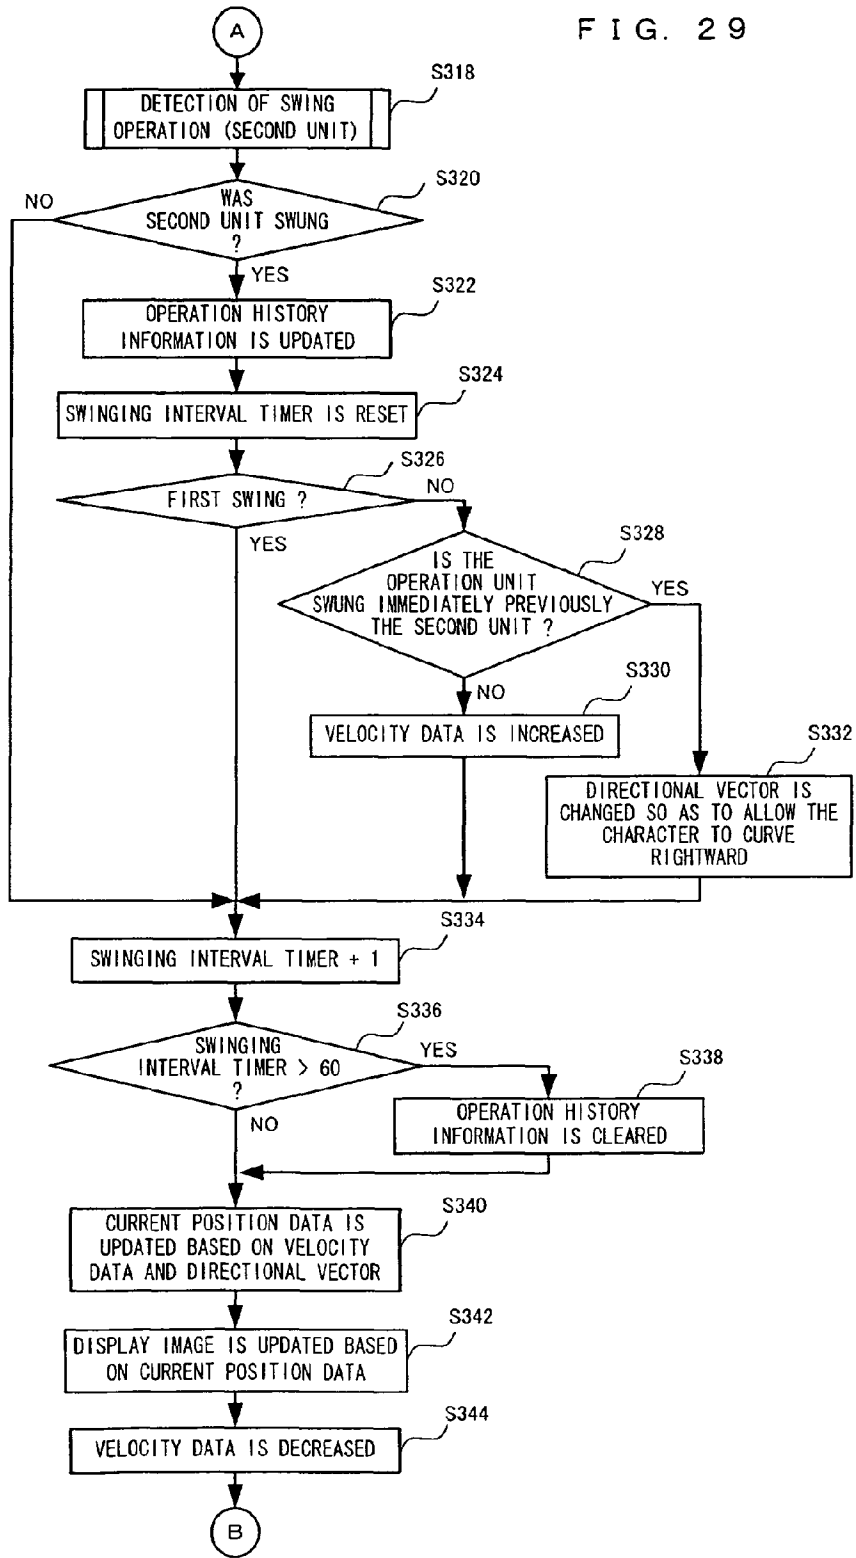 FIG. 29
A
S318
DETECTION OF SWING
OPERATION (SECOND UNIT)
S320
NO
WAS
SECOND UNIT SWUNG
?
YES
S322
OPERATION HISTORY
INFORMATION IS UPDATED
S324
SWINGING INTERVAL TIMER IS RESET
S326
FIRST SWING ?
NO
YES
S328
IS THE
OPERATION UNIT
SWUNG IMMEDIATELY PREVIOUSLY
THE SECOND UNIT ?
YES
NO
S330
VELOCITY DATA IS INCREASED
S332
DIRECTIONAL VECTOR IS
CHANGED SO AS TO ALLOW THE
CHARACTER TO CURVE
RIGHTWARD
S334
SWINGING INTERVAL TIMER + 1
S336
SWINGING
INTERVAL TIMER > 60
?
YES
NO
S338
OPERATION HISTORY
INFORMATION IS CLEARED
S340
CURRENT POSITION DATA IS
UPDATED BASED ON VELOCITY
DATA AND DIRECTIONAL VECTOR
S342
DISPLAY IMAGE IS UPDATED BASED
ON CURRENT POSITION DATA
S344
VELOCITY DATA IS DECREASED
B